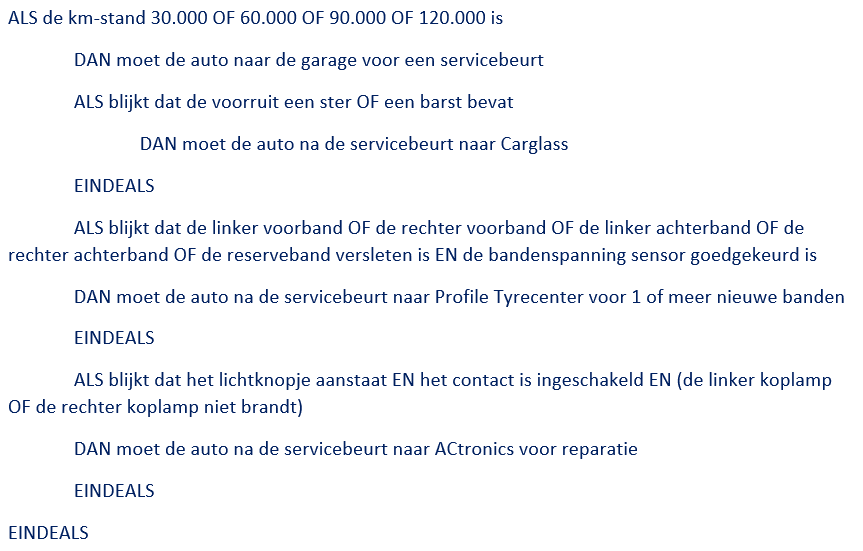 ALS de km-stand 30.000 OF 60.000 OF 90.000 OF 120.000 is
DAN moet de auto naar de garage voor een servicebeurt
ALS blijkt dat de voorruit een ster OF een barst bevat
DAN moet de auto na de servicebeurt naar Carglass
EINDEALS
ALS blijkt dat de linker voorband OF de rechter voorband OF de linker achterband OF de
rechter achterband OF de reserveband versleten is EN de bandenspanning sensor goedgekeurd is
DAN moet de auto na de servicebeurt naar Profile Tyrecenter voor 1 of meer nieuwe banden
EINDEALS
ALS blijkt dat het lichtknopje aanstaat EN het contact is ingeschakeld EN (de linker koplamp
OF de rechter koplamp niet brandt)
DAN moet de auto na de servicebeurt naar ACtronics voor reparatie
EINDEALS
EINDEALS